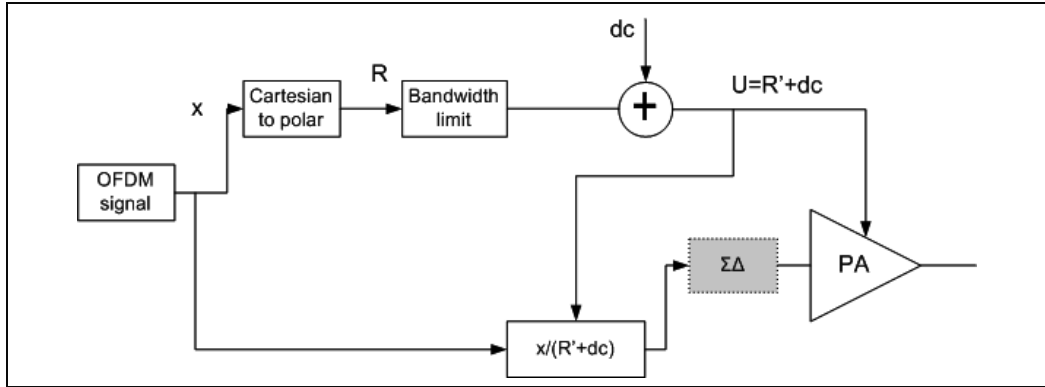 dc
R
U=R'+dc
x
Cartesian
to polar
Bandwidth
limit
+
OFDM
signal
ΣΔ
PA
x/(R'+dc)